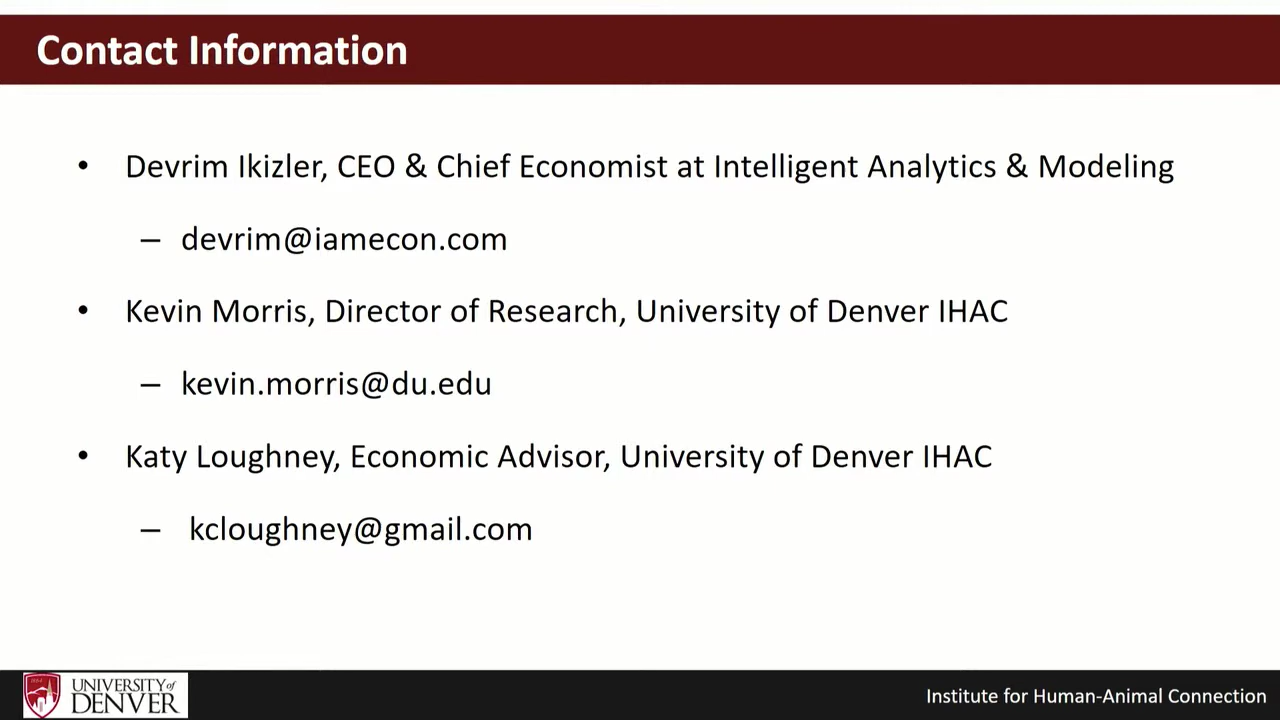 Contact Information
• Devrim Ikizler, CEO & Chief Economist at Intelligent Analytics & Modeling
– devrim@iamecon.com
• Kevin Morris, Director of Research, University of Denver IHAC
– kevin.morris@du.edu
• Katy Loughney, Economic Advisor, University of Denver IHAC
– kcloughney@gmail.com
UNIVERSITY of
DENVER
Institute for Human-Animal Connection